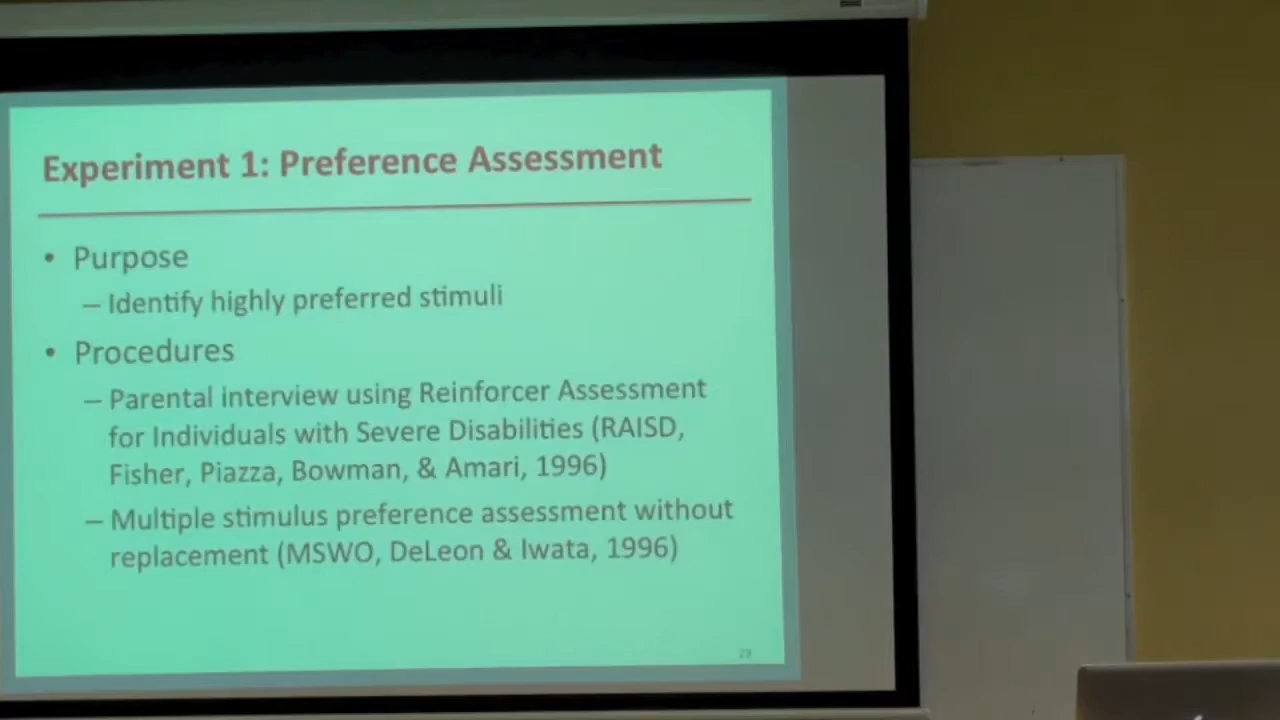 Experiment 1: Preference Assessment
• Purpose
– Identify highly preferred stimuli
• Procedures
– Parental interview using Reinforcer Assessment
for Individuals with Severe Disabilities (RAISD,
Fisher, Piazza, Bowman, & Amari, 1996)
– Multiple stimulus preference assessment without
replacement (MSWO, DeLeon & Iwata, 1996)